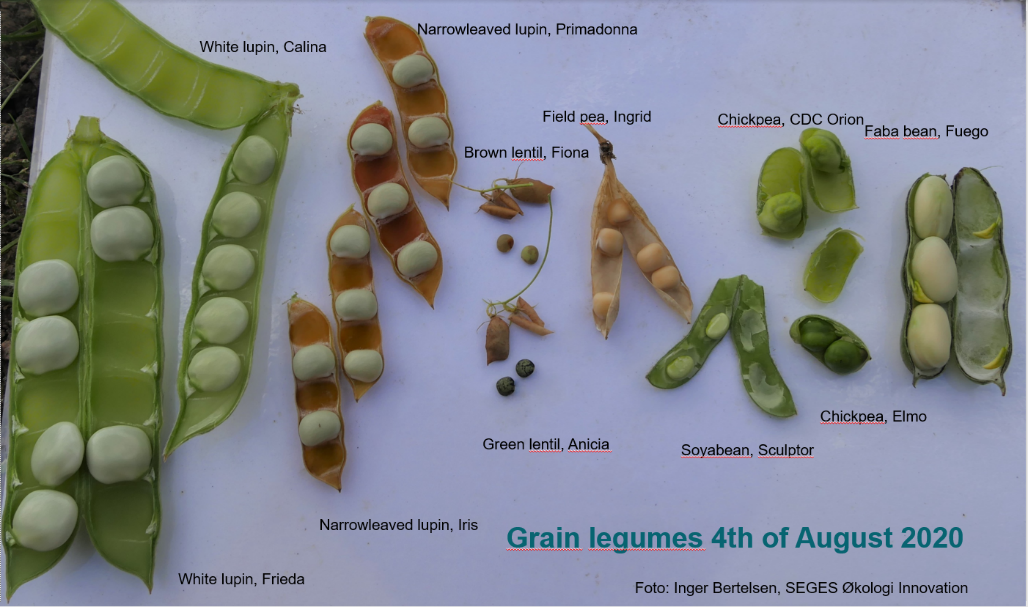 Narrowleaved lupin, Primadonna
White lupin, Calina
Field pea, Ingrid
Chickpea, CDC Orion
Faba bean, Fuego
Brown lentil, Fiona
Chickpea, Elmo
Green lentil, Anicia
Soyabean, Sculptor
Narrowleaved lupin, Iris
Grain legumes 4th of August 2020
White lupin, Frieda
Foto: Inger Bertelsen, SEGES Økologi Innovation